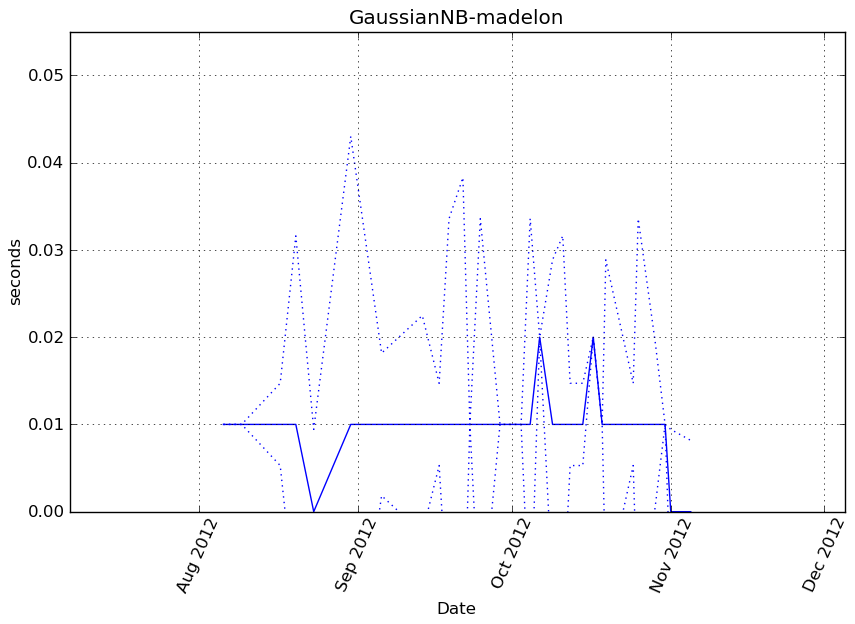 GaussianNB-madelon
0.05
0.04
0.03
0.02
0.01
0.00
seconds
Aug 2012
Sep 2012
Oct 2012
Nov 2012
Dec 2012
Date